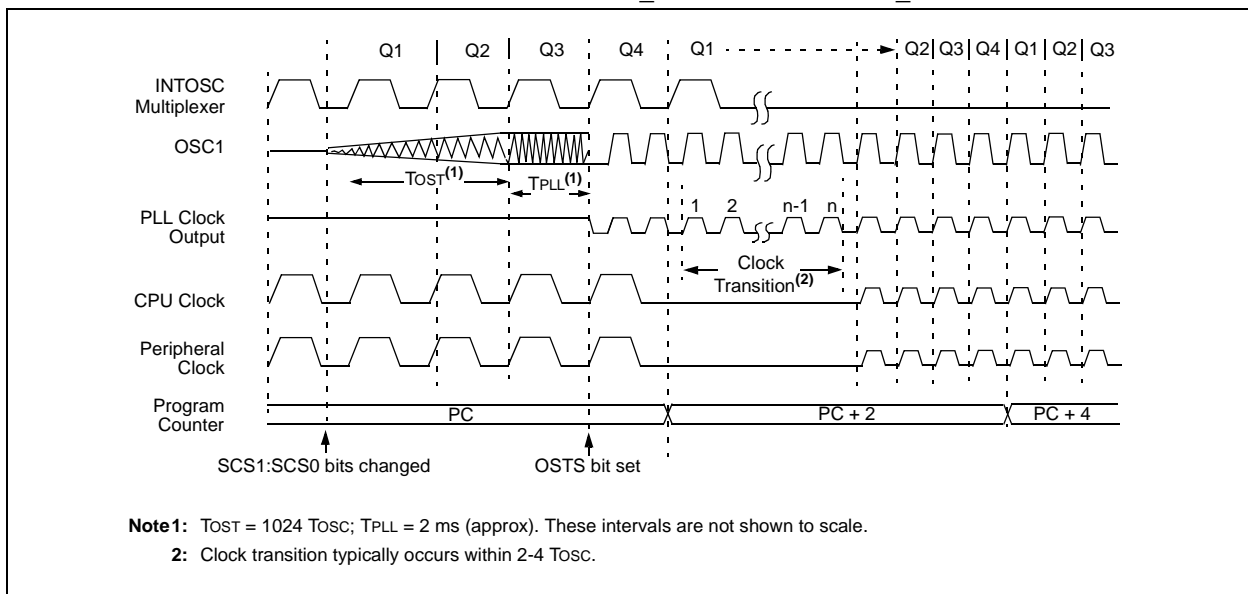 Q1 Q2 Q3 Q4 Q1 Q2 Q3 Q4 Q1 Q2 Q3
INTOSC
Multiplexer
OSC1
TOST(1)
TPLL(1)
PLL Clock
Output
1 2 n-1 n
Clock
Transition(2)
CPU Clock
Peripheral
Clock
Program
Counter
PC PC + 2 PC + 4
SCS1:SCS0 bits changed
OSTS bit set
Note1: TOST = 1024 TOSC; TPLL = 2 ms (approx). These intervals are not shown to scale.
2: Clock transition typically occurs within 2-4 TOSC.